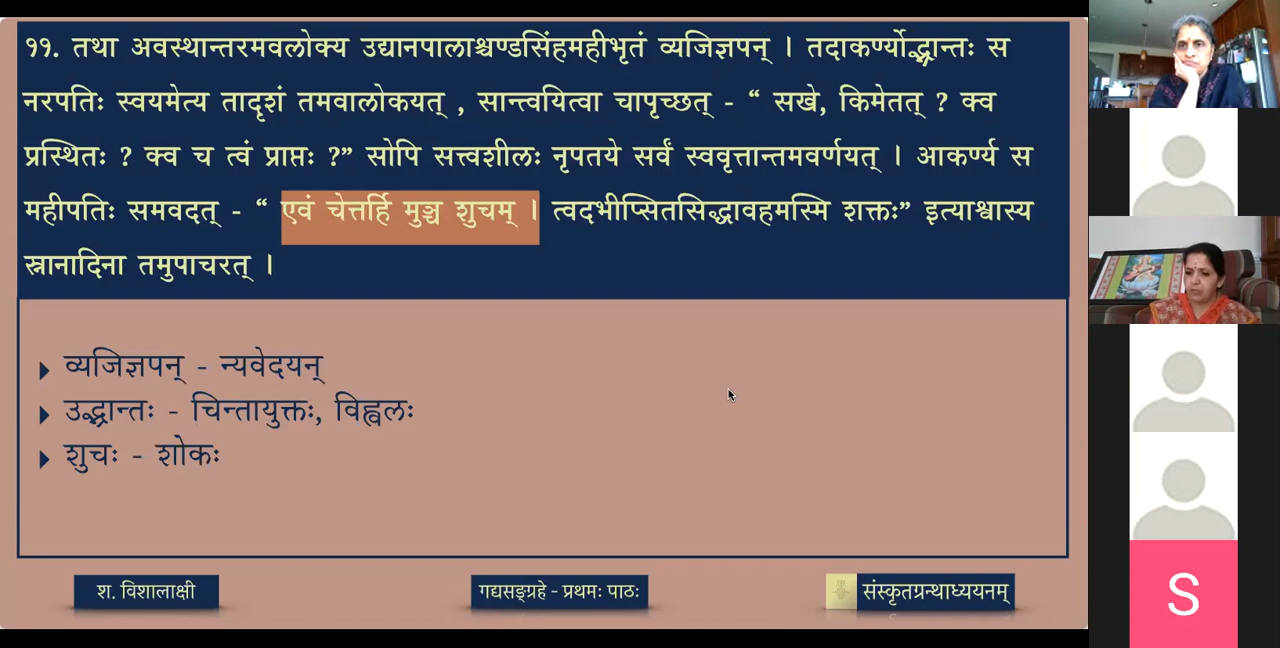 ११. तथा अवस्थान्तरमवलोक्य उद्यानपालाश्चण्डसिंहमहीभृतं व्यजिज्ञपन् । तदाकर्ण्योद्भ्रान्तः स
नरपतिः स्वयमेत्य तादृशं तमवालोकयत् , सान्त्वयित्वा चापृच्छत् - “ सखे, किमेतत् ? क्व
प्रस्थितः ? क्व च त्वं प्राप्तः ?” सोपि सत्त्वशीलः नृपतये सर्वं स्ववृत्तान्तमवर्णयत् । आकर्ण्य स
महीपतिः समवदत् - “ एवं चेत्तर्हि मुञ्च शुचम् । त्वदभीप्सितसिद्धावहमस्मि शक्तः” इत्याश्वास्य
स्नानादिना तमुपाचरत् ।
व्यजिज्ञपन् - न्यवेदयन्
उद्भ्रान्तः - चिन्तायुक्तः, विह्वलः
शुचः - शोकः
श. विशालाक्षी
गद्यसङ्ग्रहे - प्रथमः पाठः
संस्कृतग्रन्थाध्ययनम्
S